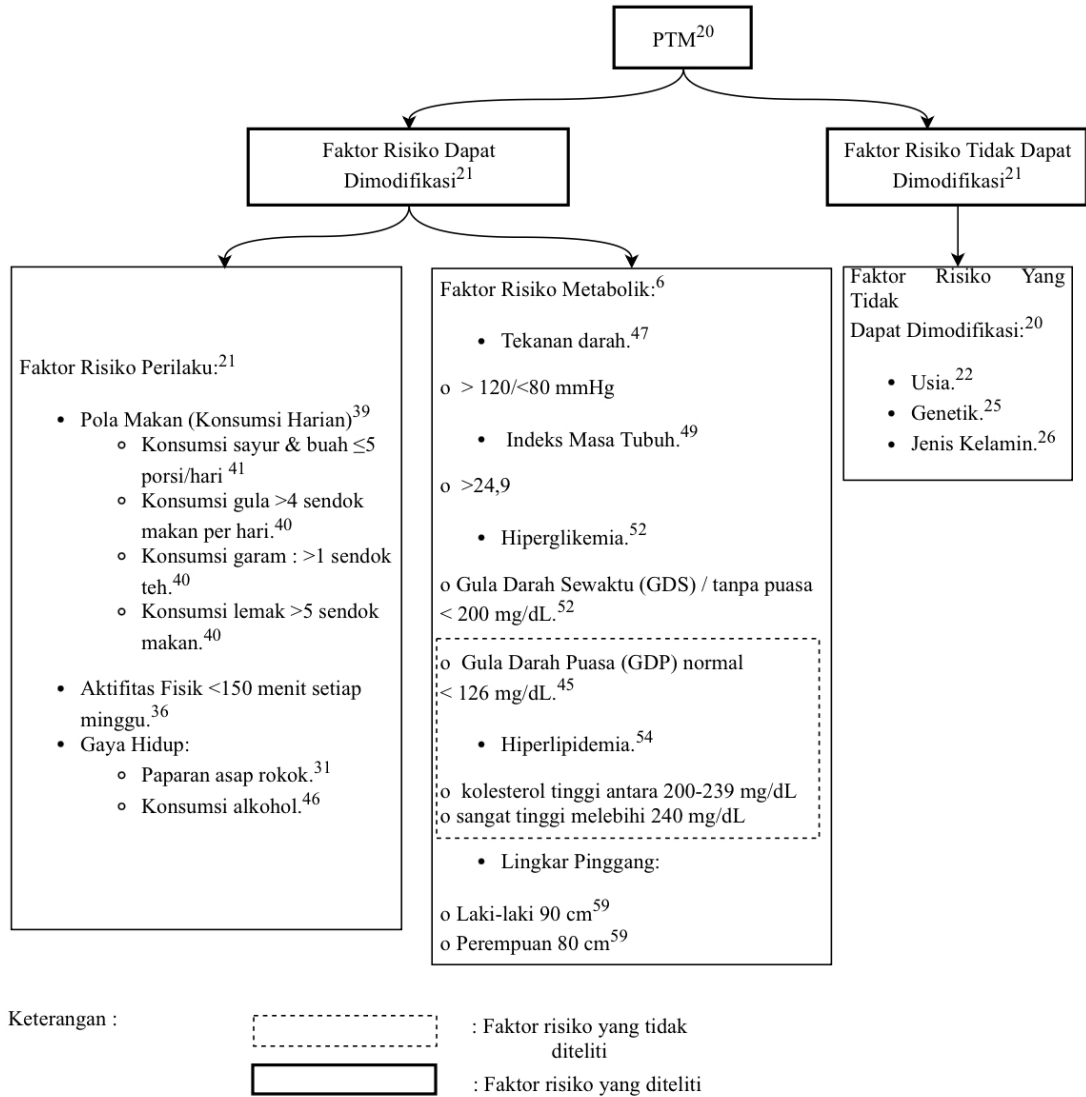 PTM20
Faktor Risiko Dapat
Dimodifikasi21
Faktor Risiko Tidak Dapat
Dimodifikasi21
Faktor Risiko Perilaku:21
• Pola Makan (Konsumsi Harian)39
o Konsumsi sayur & buah ≤5
porsi/hari 41
o Konsumsi gula >4 sendok
makan per hari.40
o Konsumsi garam : >1 sendok
teh.40
o Konsumsi lemak >5 sendok
makan.40
• Aktifitas Fisik <150 menit setiap
minggu.36
• Gaya Hidup:
o Paparan asap rokok.31
o Konsumsi alkohol.46
Faktor Risiko Metabolik:6
• Tekanan darah.47
o > 120/<80 mmHg
• Indeks Masa Tubuh.49
o >24,9
• Hiperglikemia.52
o Gula Darah Sewaktu (GDS) / tanpa puasa
< 200 mg/dL.52
o Gula Darah Puasa (GDP) normal
< 126 mg/dL.45
• Hiperlipidemia.54
o kolesterol tinggi antara 200-239 mg/dL
o sangat tinggi melebihi 240 mg/dL
• Lingkar Pinggang:
o Laki-laki 90 cm59
o Perempuan 80 cm59
Faktor Risiko Yang
Tidak
Dapat Dimodifikasi:20
• Usia.22
• Genetik.25
• Jenis Kelamin.26
Keterangan :
: Faktor risiko yang tidak
diteliti
: Faktor risiko yang diteliti